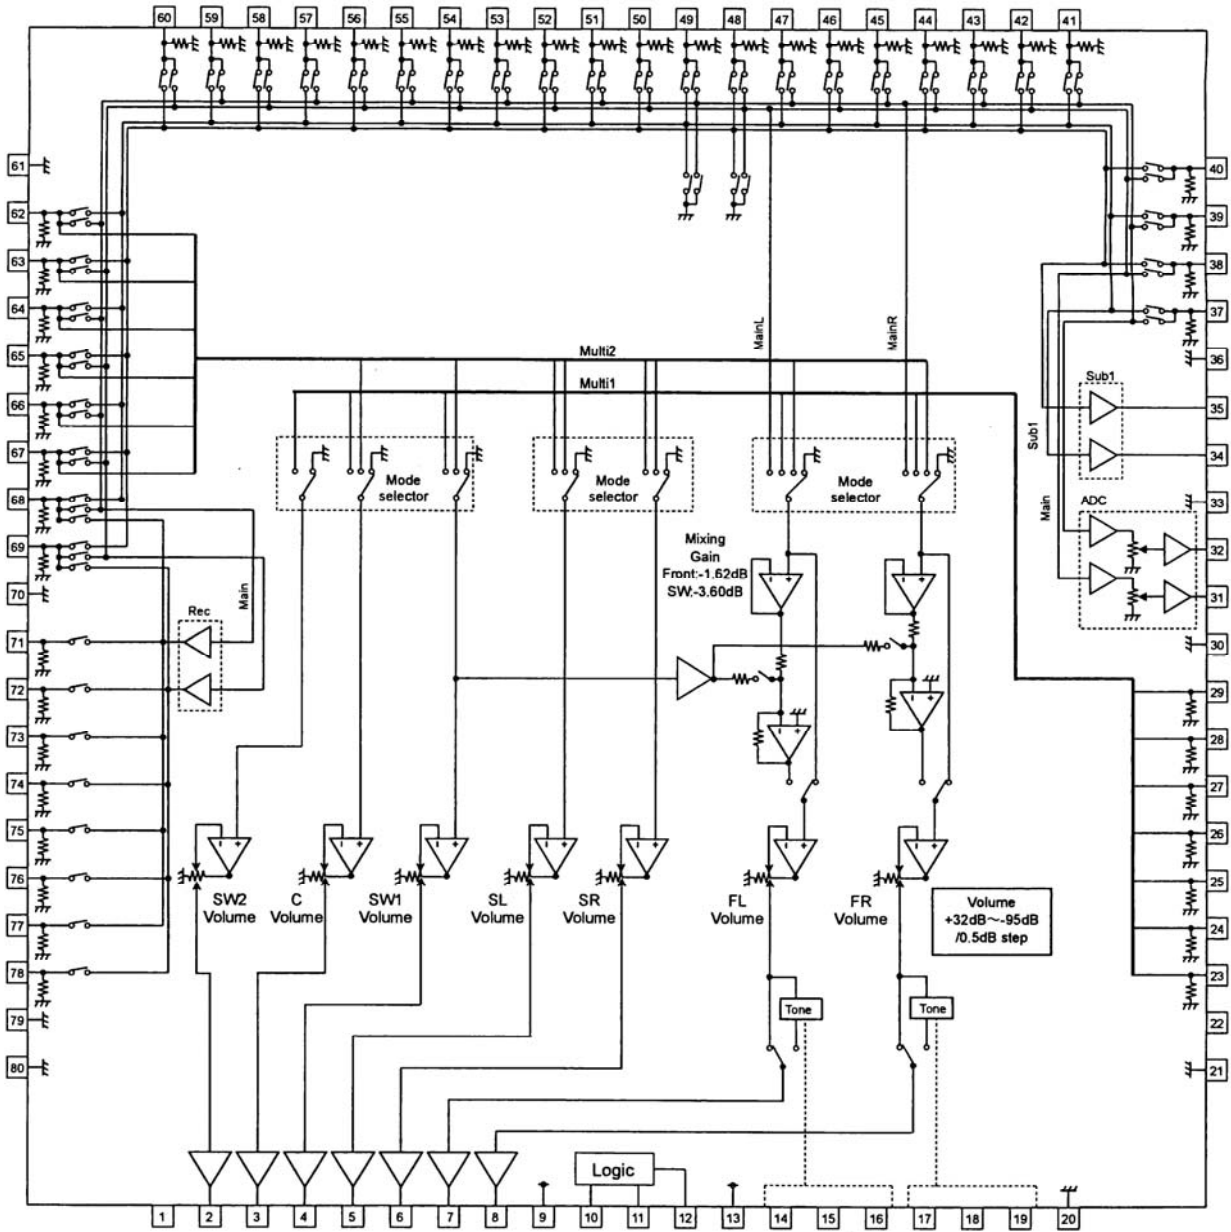 60 59 58 57 56 55 54 53 52 51 50 49 48 47 46 45 44 43 42 41
61
40
62
39
63
38
64
37
MainL
MainR
65
Multi2
36
Sub1
Multi1
66
35
Sub1
67
34
Mode
selector
Mode
selector
Mode
selector
68
33
Main
ADC
69
32
Mixing
Gain
Front:-1.62dB
SW:-3.60dB
70
31
Main
Rec
71
30
72
29
73
28
74
27
75
26
76
25
SW2
Volume
C
Volume
SW1
Volume
SL
Volume
SR
Volume
FL
Volume
FR
Volume
Volume
+32dB～-95dB
/0.5dB step
77
24
78
23
Tone
Tone
79
22
80
21
Logic
1 2 3 4 5 6 7 8 9 10 11 12 13 14 15 16 17 18 19 20